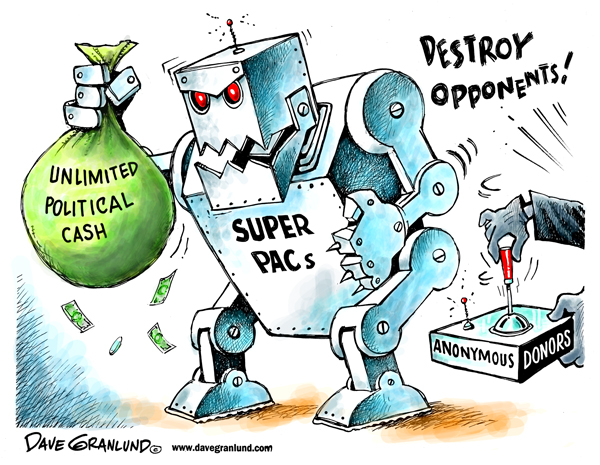 DESTROY
OPPONENTS!
UNLIMITED
POLITICAL
CASH
SUPER
PACs
ANONYMOUS DONORS
DAVE GRANLUND © www.davegranlund.com